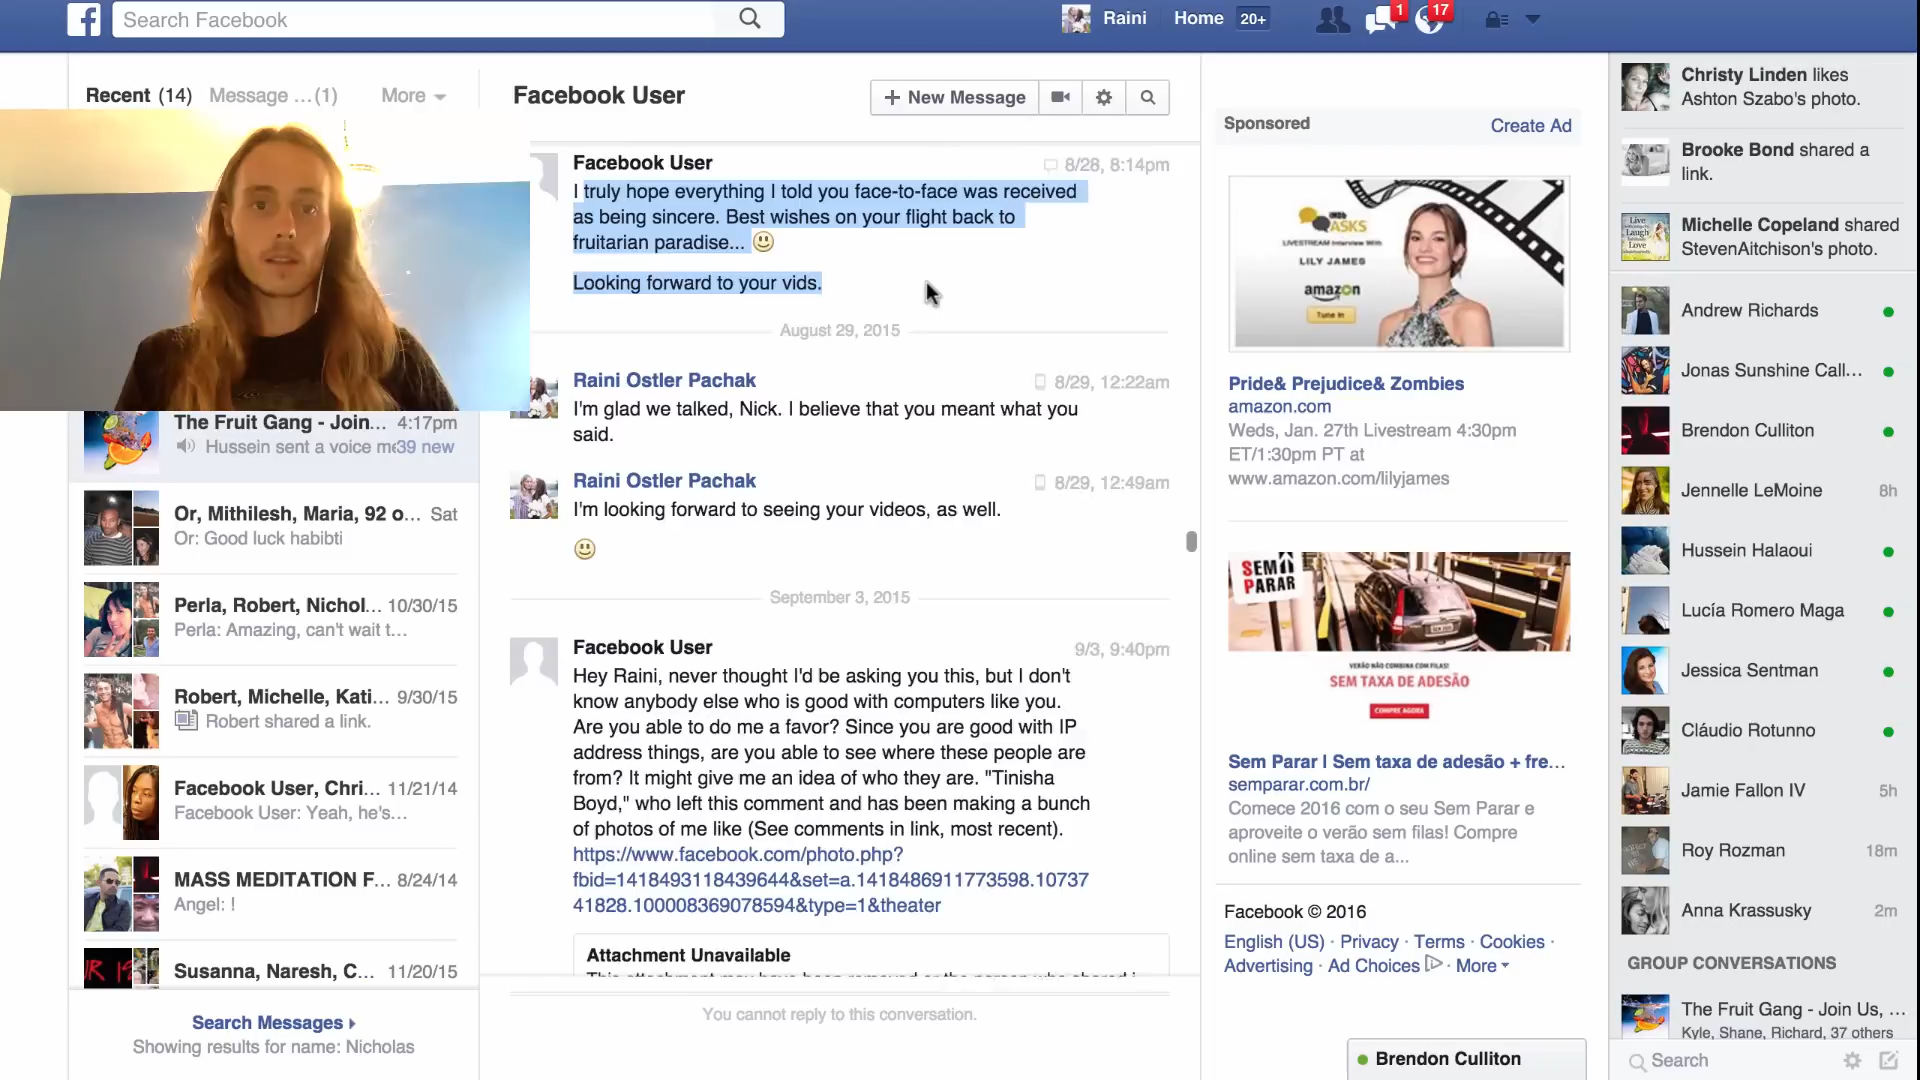 Search Facebook
Raini
Home 20+
1
17
Recent (14) Message ...(1) More
The Fruit Gang - Join... 4:17pm
Hussein sent a voice me 39 new
Or, Mithilesh, Maria, 92 o... Sat
Or: Good luck habibti
Perla, Robert, Nichol... 10/30/15
Perla: Amazing, can't wait t...
Robert, Michelle, Kati... 9/30/15
Robert shared a link.
Facebook User, Chri... 11/21/14
Facebook User: Yeah, he's...
MASS MEDITATION F... 8/24/14
Angel: !
Susanna, Naresh, C... 11/20/15
Search Messages
Showing results for name: Nicholas
Facebook User
+ New Message
Facebook User 8/28, 8:14pm
I truly hope everything I told you face-to-face was received
as being sincere. Best wishes on your flight back to
fruitarian paradise...
Looking forward to your vids.
August 29, 2015
Raini Ostler Pachak 8/29, 12:22am
I'm glad we talked, Nick. I believe that you meant what you
said.
Raini Ostler Pachak 8/29, 12:49am
I'm looking forward to seeing your videos, as well.
September 3, 2015
Facebook User 9/3, 9:40pm
Hey Raini, never thought I'd be asking you this, but I don't
know anybody else who is good with computers like you.
Are you able to do me a favor? Since you are good with IP
address things, are you able to see where these people are
from? It might give me an idea of who they are. "Tinisha
Boyd," who left this comment and has been making a bunch
of photos of me like (See comments in link, most recent).
https://www.facebook.com/photo.php?
fbid=1418493118439644&set=a.1418486911773598.10737
41828.100008369078594&type=1&theater
Attachment Unavailable
You cannot reply to this conversation.
Sponsored Create Ad
ASKS
LIVESTREAM Interview With
LILY JAMES
amazon
Tune In
Pride& Prejudice& Zombies
amazon.com
Weds, Jan. 27th Livestream 4:30pm
ET/1:30pm PT at
www.amazon.com/lilyjames
SEM
PARAR
VERÃO NÃO COMBINA COM FILAS!
SEM TAXA DE ADESÃO
COMPRE AGORA
Sem Parar I Sem taxa de adesão + fre...
semparar.com.br/
Comece 2016 com o seu Sem Parar e
aproveite o verão sem filas! Compre
online sem taxa de a...
Facebook © 2016
English (US) · Privacy · Terms · Cookies ·
Advertising · Ad Choices · More
Christy Linden likes
Ashton Szabo's photo.
Brooke Bond shared a
link.
Michelle Copeland shared
StevenAitchison's photo.
Live
Laugh
Love
Andrew Richards
Jonas Sunshine Call...
Brendon Culliton
Jennelle LeMoine 8h
Hussein Halaoui
Lucía Romero Maga
Jessica Sentman
Cláudio Rotunno
Jamie Fallon IV 5h
Roy Rozman 18m
Anna Krassusky 2m
GROUP CONVERSATIONS
The Fruit Gang - Join Us, ...
Kyle, Shane, Richard, 37 others
Search
Brendon Culliton